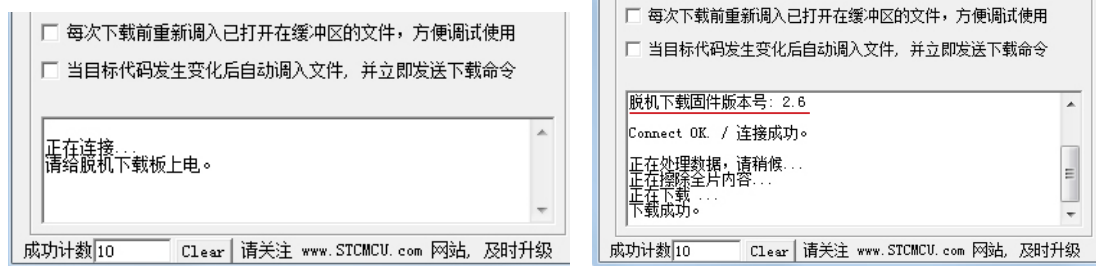 每次下载前重新调入已打开在缓冲区的文件，方便调试使用
当目标代码发生变化后自动调入文件, 并立即发送下载命令
正在连接...
请给脱机下载板上电。
成功计数 10 Clear 请关注 www.STCMCU.com 网站, 及时升级
每次下载前重新调入已打开在缓冲区的文件，方便调试使用
当目标代码发生变化后自动调入文件, 并立即发送下载命令
脱机下载固件版本号: 2.6
Connect OK. / 连接成功。
正在处理数据，请稍候...
正在擦除全片内容...
正在下载 ...
下载成功。
成功计数 10 Clear 请关注 www.STCMCU.com 网站, 及时升级